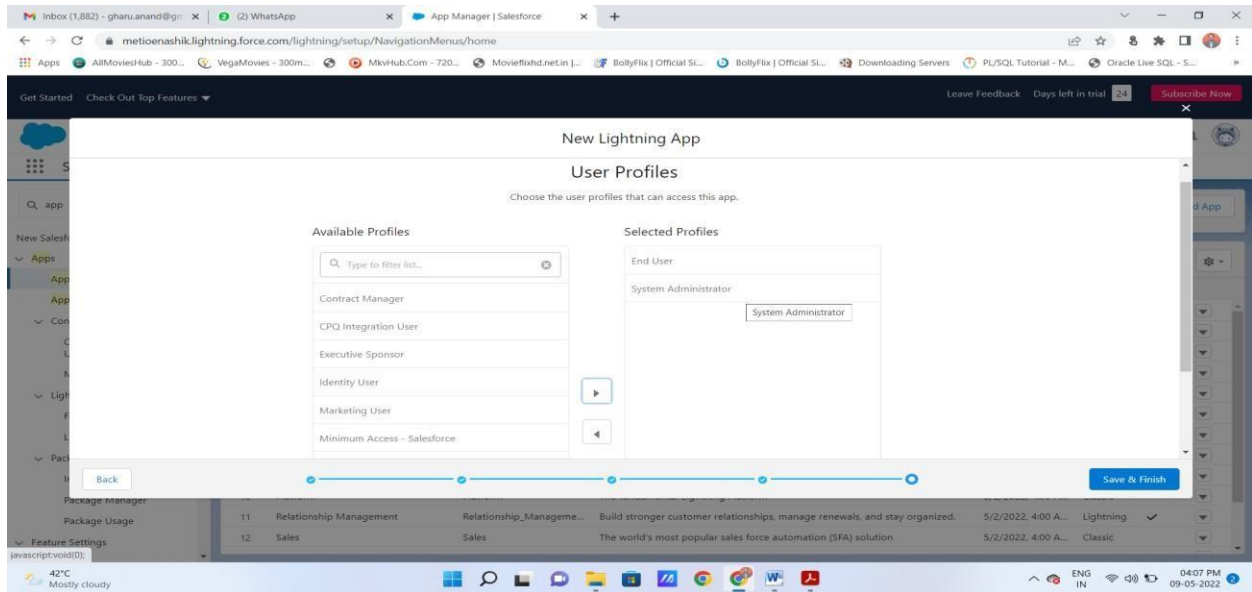 Inbox (1,882) - gharu.anand@gm
(2) WhatsApp
App Manager | Salesforce
metioenashik.lightning.force.com/lightning/setup/NavigationMenus/home
Apps AllMoviesHub - 300... VegaMovies - 300m... MkvHub.Com - 720... Movieflixhd.net.in |... BollyFlix | Official Si... BollyFlix | Official Si... Downloading Servers PL/SQL Tutorial - M... Oracle Live SQL - S... »
Get Started Check Out Top Features Leave Feedback Days left in trial 24 Subscribe Now
New Lightning App
S
User Profiles
Choose the user profiles that can access this app.
app
d App
New Salesf
Apps
App
App
Con
Ligh
Pack
Available Profiles
Type to filter list...
Contract Manager
CPQ Integration User
Executive Sponsor
Identity User
Marketing User
Minimum Access - Salesforce
Selected Profiles
End User
System Administrator
System Administrator
Back
Save & Finish
Package Manager
Package Usage
Feature Settings
11 Relationship Management Relationship_Manageme... Build stronger customer relationships, manage renewals, and stay organized. 5/2/2022, 4:00 A... Lightning
12 Sales Sales The world's most popular sales force automation (SFA) solution 5/2/2022, 4:00 A... Classic
javascript:void(0);
42°C
Mostly cloudy
ENG
IN
04:07 PM
09-05-2022
2